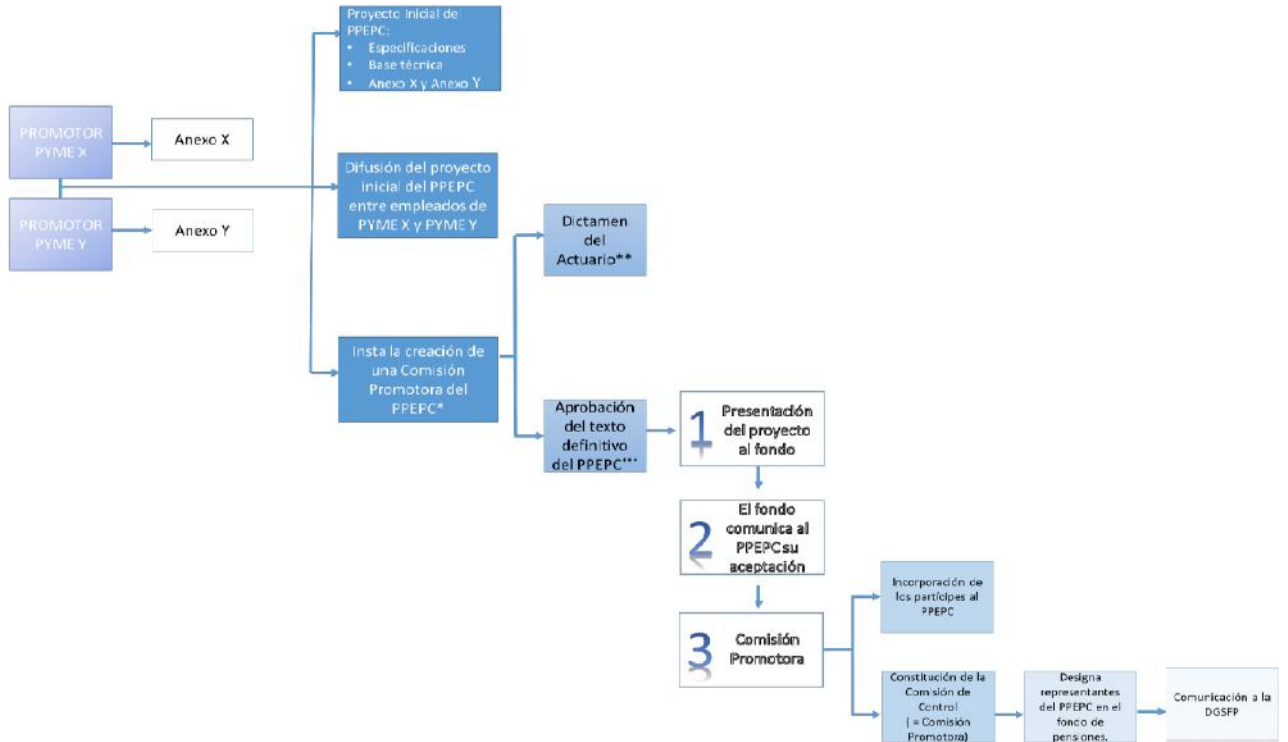 Proyecto Inicial de
PPEPC:
• Especificaciones
• Base técnica
• Anexo X y Anexo Y
PROMOTOR
PYME X
Anexo X
PROMOTOR
PYME Y
Anexo Y
Difusión del proyecto
inicial del PPEPC
entre empleados de
PYME X y PYME Y
Insta la creación de
una Comisión
Promotora del
PPEPC*
Dictamen
del
Actuario**
Aprobación
del texto
definitivo
del PPEPC***
1
Presentación
del proyecto
al fondo
2
El fondo
comunica al
PPEPC su
aceptación
3
Comisión
Promotora
Incorporación de
los partícipes al
PPEPC
Constitución de la
Comisión de
Control
( = Comisión
Promotora)
Designa
representantes
del PPEPC en el
fondo de
pensiones.
Comunicación a la
DGSFP